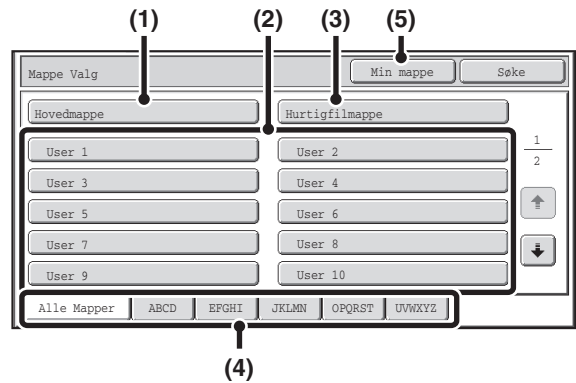 (1) (2) (3) (5)
Mappe Valg Min mappe Søke
Hovedmappe Hurtigfilmappe
User 1 User 2 1
2
User 3 User 4
User 5 User 6
User 7 User 8
User 9 User 10
Alle Mapper ABCD EFGHI JKLMN OPQRST UVWXYZ
(4)